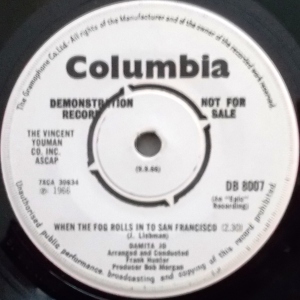 The Gramophone Co. Ltd. All rights of the Manufacturer and of the owner of the recorded work reserved
Columbia
DEMONSTRATION RECORD
NOT FOR SALE
THE VINCENT
YOUMAN
CO. INC.
ASCAP
7XCA 30634
℗ 1966
(9.9.66)
DB 8007
(An "Epic"
Recording)
WHEN THE FOG ROLLS IN TO SAN FRANCISCO (2.30)
(J. Liebman)
DAMITA JO
Arranged and Conducted
Frank Hunter
Producer Bob Morgan
Unauthorised public performance broadcasting and copying of this record prohibited